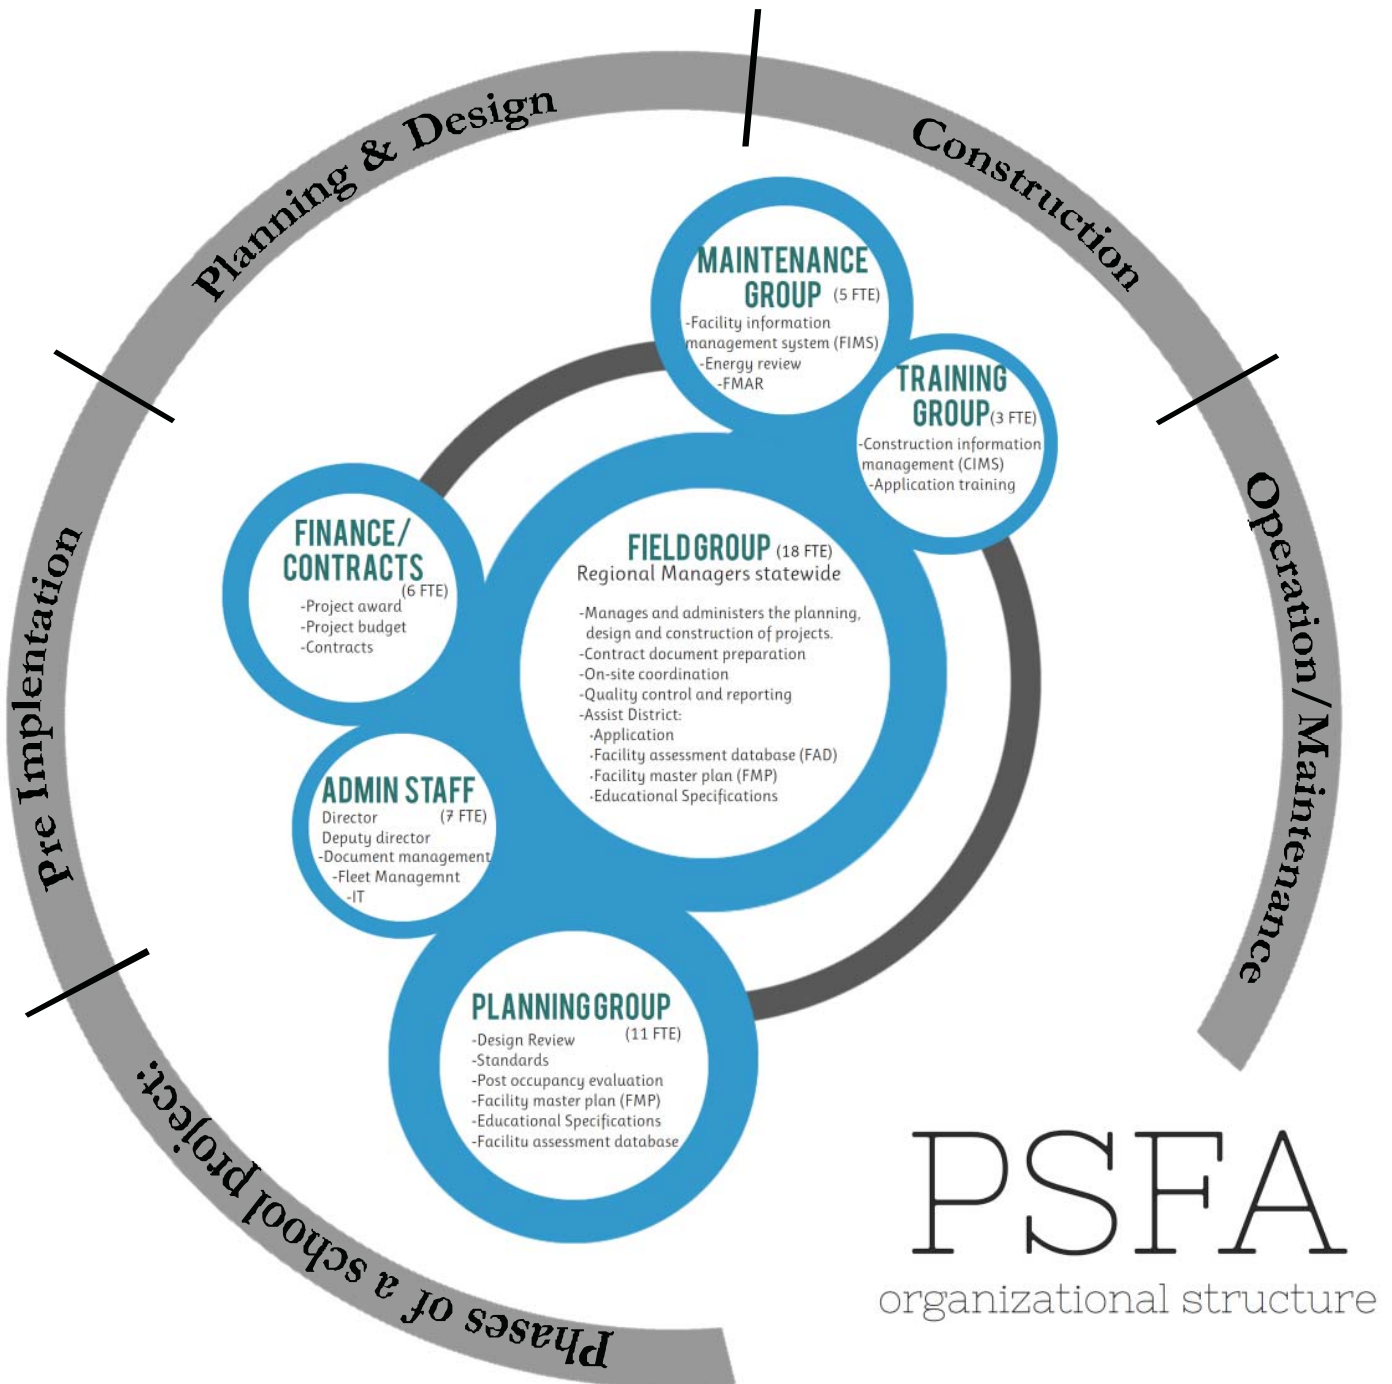 Phases of a school project:
Pre Implentation
Planning & Design
Construction
Operation/Maintenance
MAINTENANCE
GROUP (5 FTE)
-Facility information
management system (FIMS)
-Energy review
-FMAR
TRAINING
GROUP (3 FTE)
-Construction information
management (CIMS)
-Application training
FINANCE/
CONTRACTS
(6 FTE)
-Project award
-Project budget
-Contracts
FIELD GROUP (18 FTE)
Regional Managers statewide
-Manages and administers the planning,
design and construction of projects.
-Contract document preparation
-On-site coordination
-Quality control and reporting
-Assist District:
·Application
·Facility assessment database (FAD)
·Facility master plan (FMP)
·Educational Specifications
ADMIN STAFF
Director (7 FTE)
Deputy director
-Document management
-Fleet Managemnt
-IT
PLANNING GROUP
(11 FTE)
-Design Review
-Standards
-Post occupancy evaluation
-Facility master plan (FMP)
-Educational Specifications
-Facilitu assessment database
PSFA
organizational structure